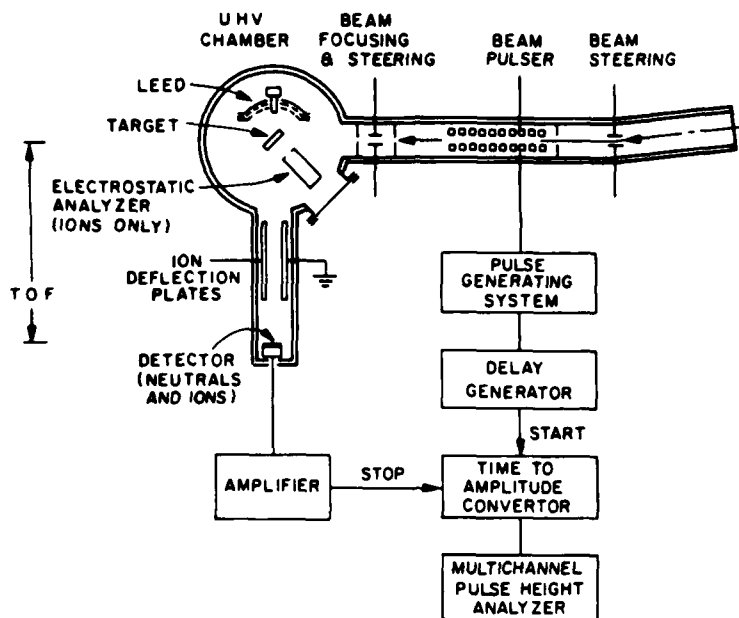 UHV
CHAMBER
BEAM
FOCUSING
& STEERING
BEAM
PULSER
BEAM
STEERING
LEED
TARGET
ELECTROSTATIC
ANALYZER
(IONS ONLY)
TOF
ION
DEFLECTION
PLATES
DETECTOR
(NEUTRALS
AND IONS)
PULSE
GENERATING
SYSTEM
DELAY
GENERATOR
START
AMPLIFIER
STOP
TIME TO
AMPLITUDE
CONVERTOR
MULTICHANNEL
PULSE HEIGHT
ANALYZER